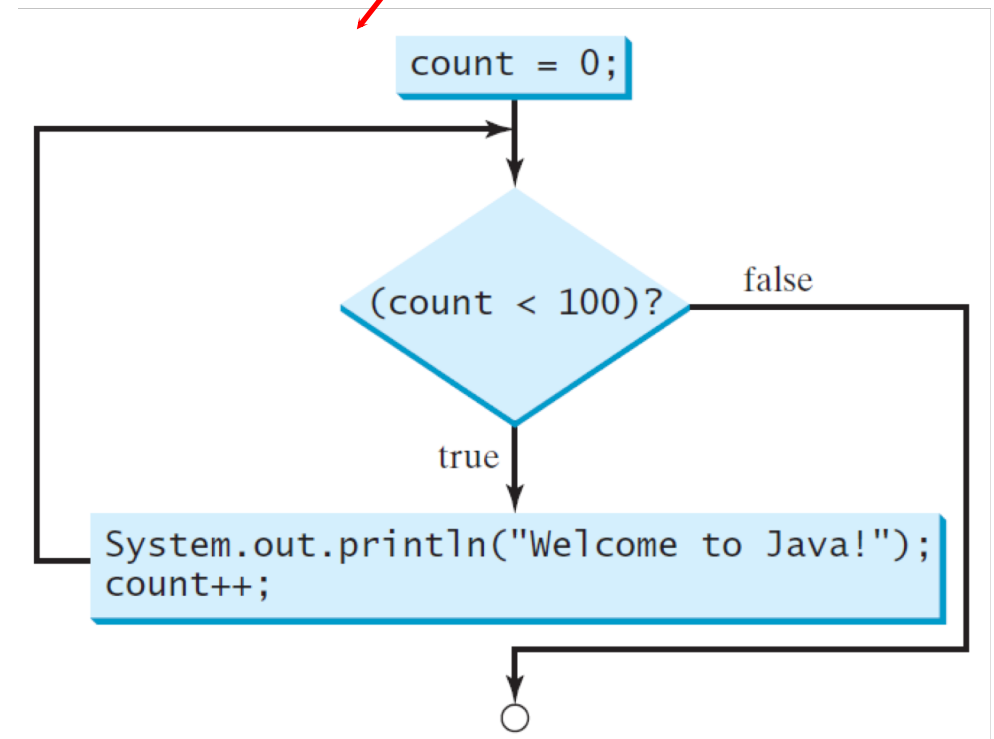 count = 0;
(count < 100)?
false
true
System.out.println("Welcome to Java!");
count++;